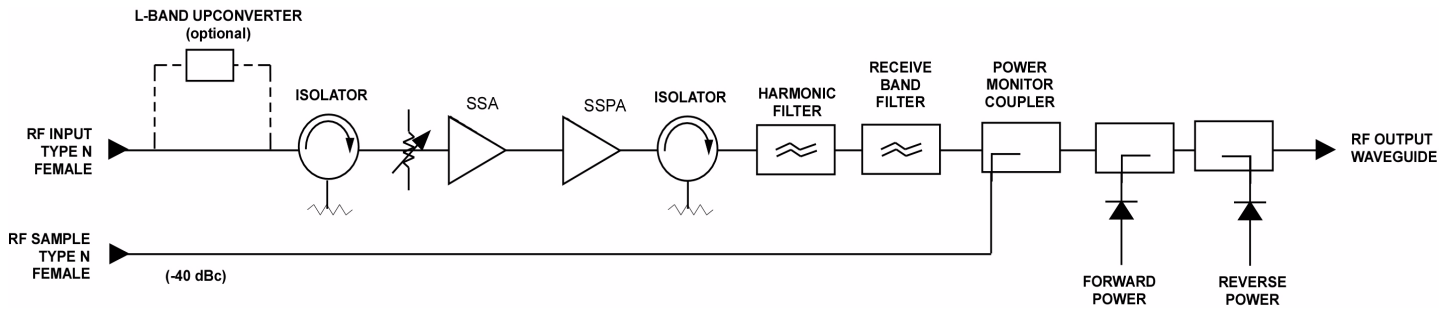 L-BAND UPCONVERTER
(optional)
RF INPUT
TYPE N
FEMALE
ISOLATOR
SSA
SSPA
ISOLATOR
HARMONIC
FILTER
RECEIVE
BAND
FILTER
POWER
MONITOR
COUPLER
RF OUTPUT
WAVEGUIDE
RF SAMPLE
TYPE N
FEMALE
(-40 dBc)
FORWARD
POWER
REVERSE
POWER